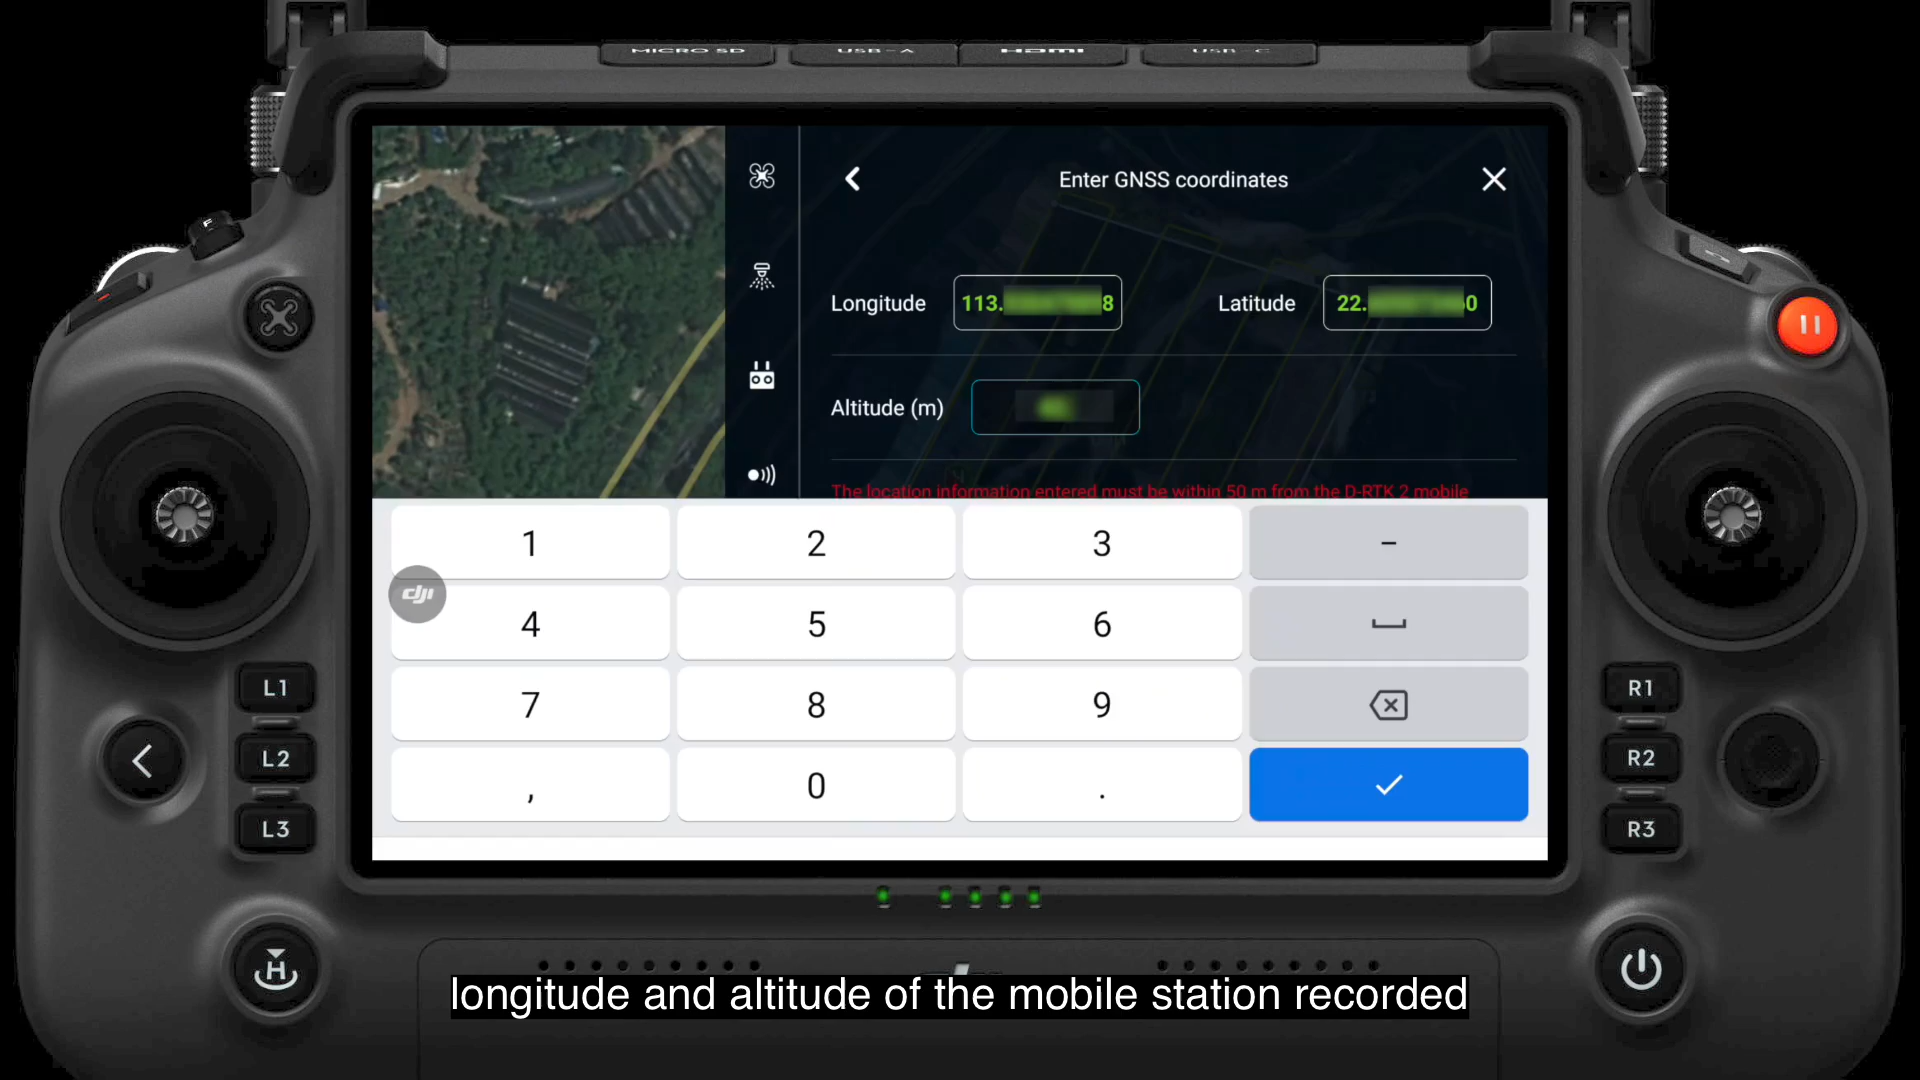 MICRO SD
USB-A
HDMI
USB-C
F
Enter GNSS coordinates
Longitude
113.
8
Latitude
22.
0
Altitude (m)
The location information entered must be within 50 m from the D-RTK 2 mobile
1
2
3
-
dji
4
5
6
7
8
9
,
0
.
L1
L2
L3
R1
R2
R3
H
longitude and altitude of the mobile station recorded